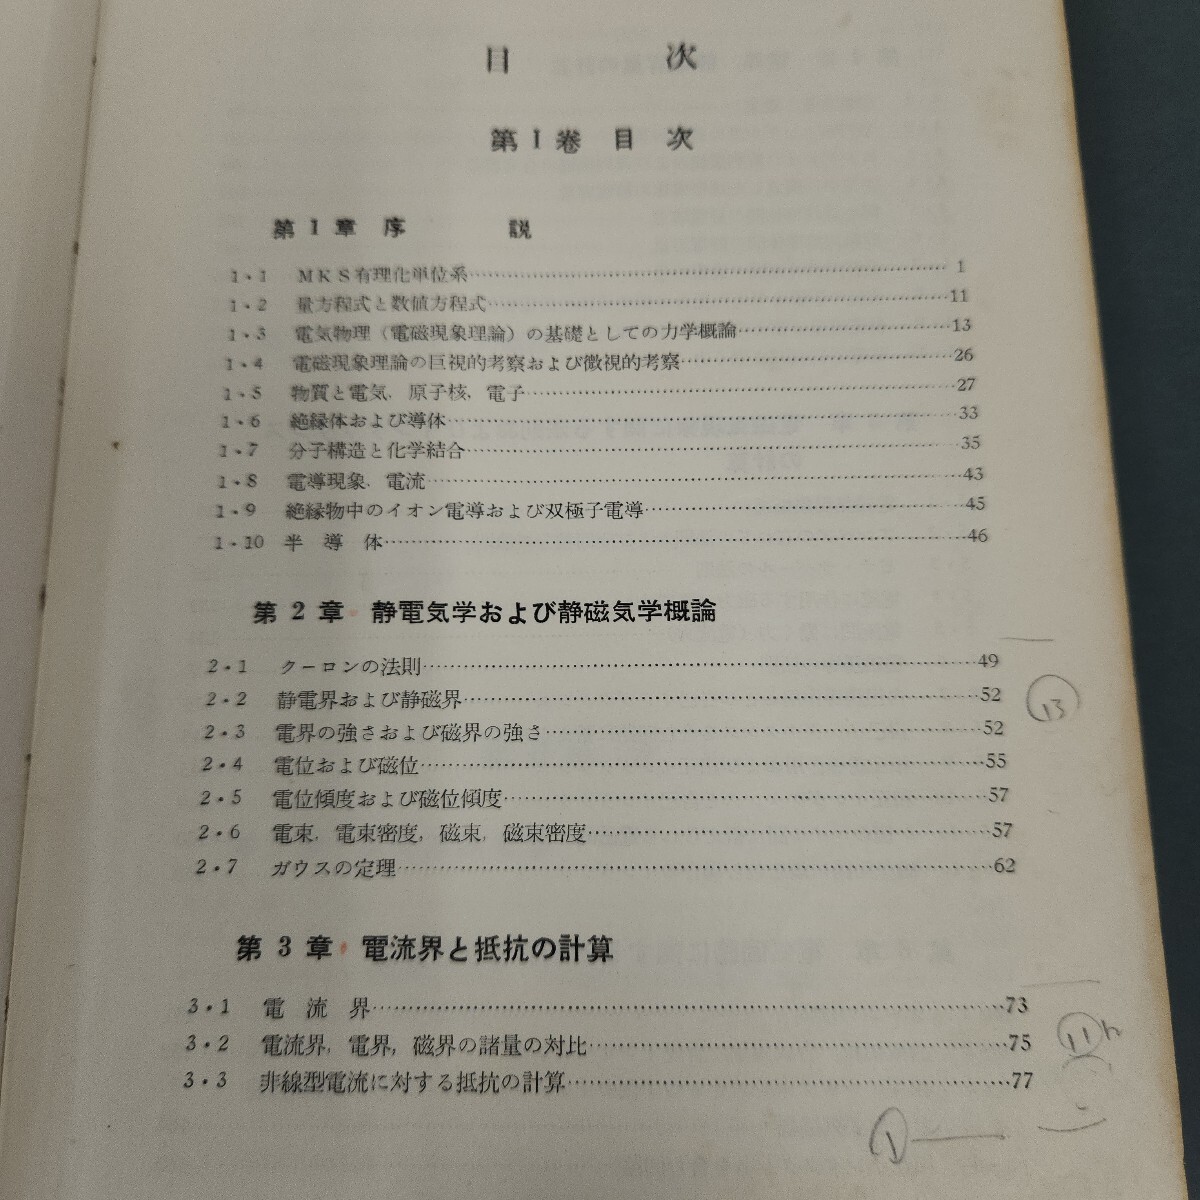 目次
第1巻 目次
第1章 序説
1・1 MKS有理化単位系 1
1・2 量方程式と数値方程式 11
1・3 電気物理（電磁現象理論）の基礎としての力学概論 13
1・4 電磁現象理論の巨視的考察および微視的考察 26
1・5 物質と電気，原子核，電子 27
1・6 絶縁体および導体 33
1・7 分子構造と化学結合 35
1・8 電導現象，電流 43
1・9 絶縁物中のイオン電導および双極子電導 45
1・10 半導体 46
第2章 静電気学および静磁気学概論
2・1 クーロンの法則 49
2・2 静電界および静磁界 52
2・3 電界の強さおよび磁界の強さ 52
2・4 電位および磁位 55
2・5 電位傾度および磁位傾度 57
2・6 電束，電束密度，磁束，磁束密度 57
2・7 ガウスの定理 62
13
第3章 電流界と抵抗の計算
3・1 電流界 73
3・2 電流界，電界，磁界の諸量の対比 75
3・3 非線型電流に対する抵抗の計算 77
11